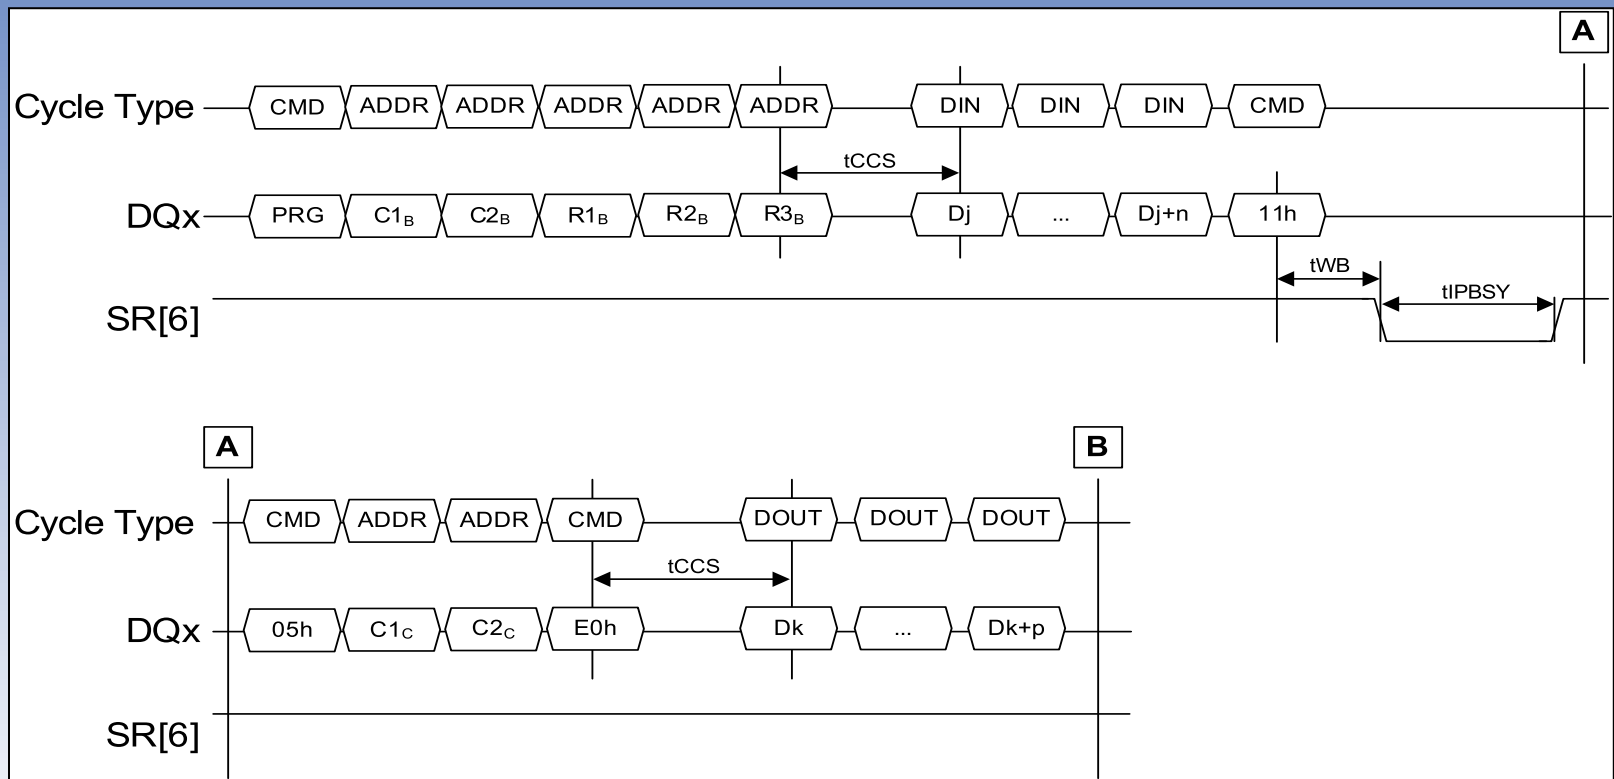 A
Cycle Type CMD ADDR ADDR ADDR ADDR ADDR DIN DIN DIN CMD
tCCS
DQx PRG C1B C2B R1B R2B R3B Dj ... Dj+n 11h
tWB
tIPBSY
SR[6]
A B
Cycle Type CMD ADDR ADDR CMD DOUT DOUT DOUT
tCCS
DQx 05h C1C C2C E0h Dk ... Dk+p
SR[6]